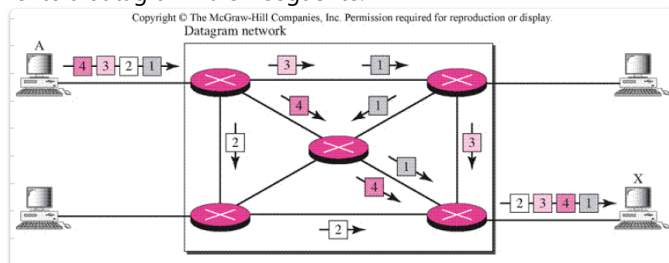 Copyright © The McGraw-Hill Companies, Inc. Permission required for reproduction or display.
Datagram network
A
4 3 2 1
3
1
4
1
2
3
1
4
X
2 3 4 1
2